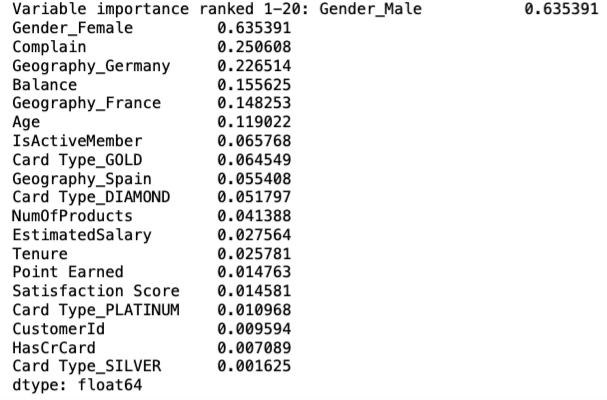 Variable importance ranked 1-20: Gender_Male 0.635391
Gender_Female 0.635391
Complain 0.250608
Geography_Germany 0.226514
Balance 0.155625
Geography_France 0.148253
Age 0.119022
IsActiveMember 0.065768
Card Type_GOLD 0.064549
Geography_Spain 0.055408
Card Type_DIAMOND 0.051797
NumOfProducts 0.041388
EstimatedSalary 0.027564
Tenure 0.025781
Point Earned 0.014763
Satisfaction Score 0.014581
Card Type_PLATINUM 0.010968
CustomerId 0.009594
HasCrCard 0.007089
Card Type_SILVER 0.001625
dtype: float64